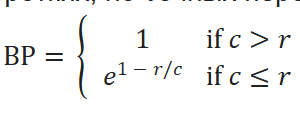 BP = { 1 if c > r
e^{1 − r/c} if c ≤ r